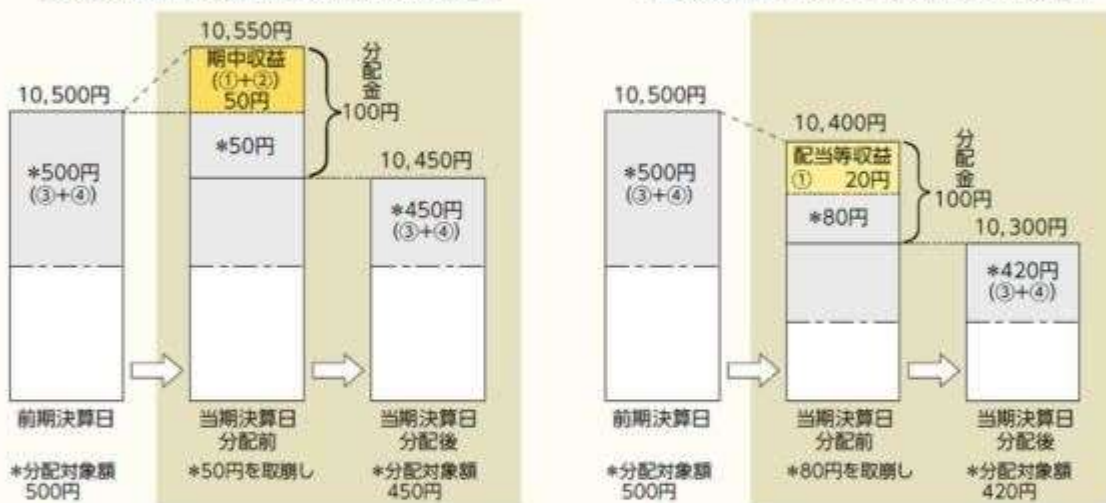 10,550円
期中収益
(①+②)
50円
分配金
100円
10,500円
*500円
(③+④)
*50円
10,450円
*450円
(③+④)
前期決算日
当期決算日
分配前
当期決算日
分配後
*分配対象額
500円
*50円を取崩し
*分配対象額
450円
10,500円
*500円
(③+④)
10,400円
配当等収益
① 20円
*80円
分配金
100円
10,300円
*420円
(③+④)
前期決算日
当期決算日
分配前
当期決算日
分配後
*分配対象額
500円
*80円を取崩し
*分配対象額
420円